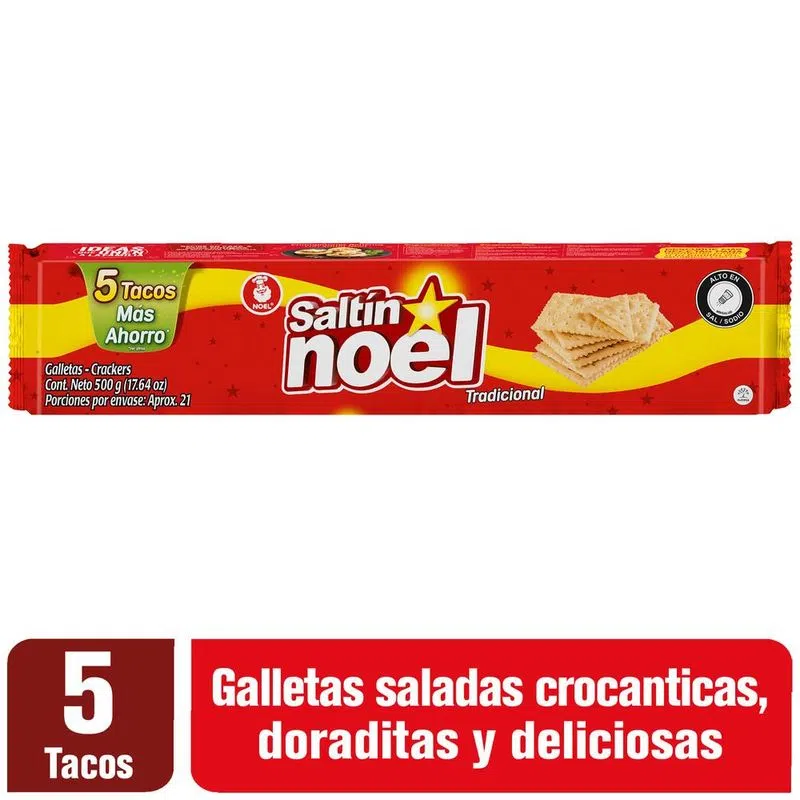 5 Tacos
Más
Ahorro*
NOEL®
Saltín
noel
Tradicional
ALTO EN
SAL / SODIO
Galletas - Crackers
Cont. Neto 500 g (17.64 oz)
Porciones por envase: Aprox. 21
5
Tacos
Galletas saladas crocanticas,
doraditas y deliciosas